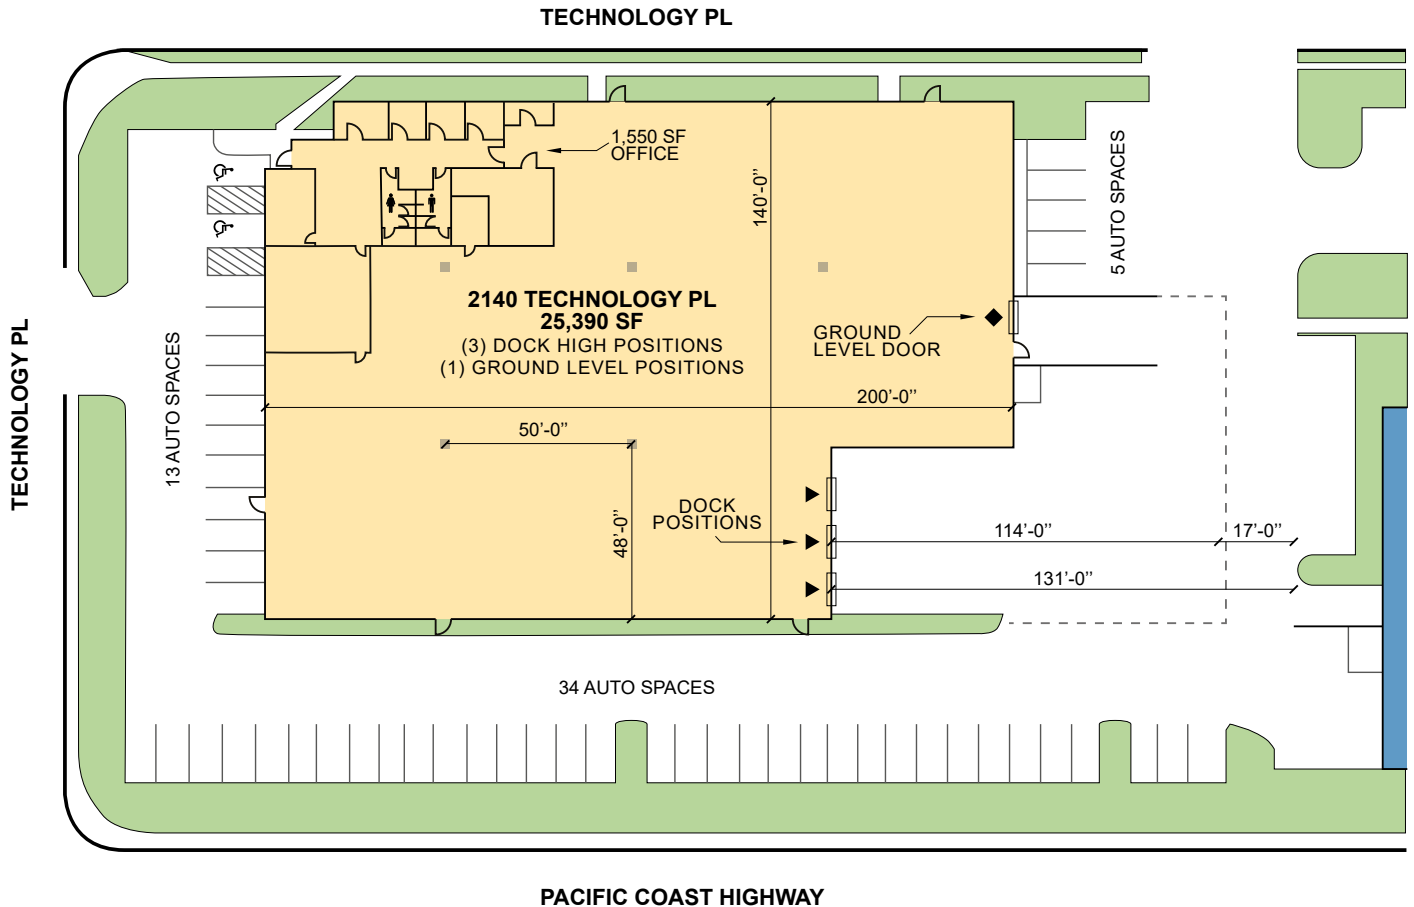 TECHNOLOGY PL
1,550 SF
OFFICE
140'-0"
5 AUTO SPACES
2140 TECHNOLOGY PL
25,390 SF
(3) DOCK HIGH POSITIONS
(1) GROUND LEVEL POSITIONS
GROUND
LEVEL DOOR
TECHNOLOGY PL
13 AUTO SPACES
200'-0"
50'-0"
48'-0"
DOCK
POSITIONS
114'-0"
17'-0"
131'-0"
34 AUTO SPACES
PACIFIC COAST HIGHWAY